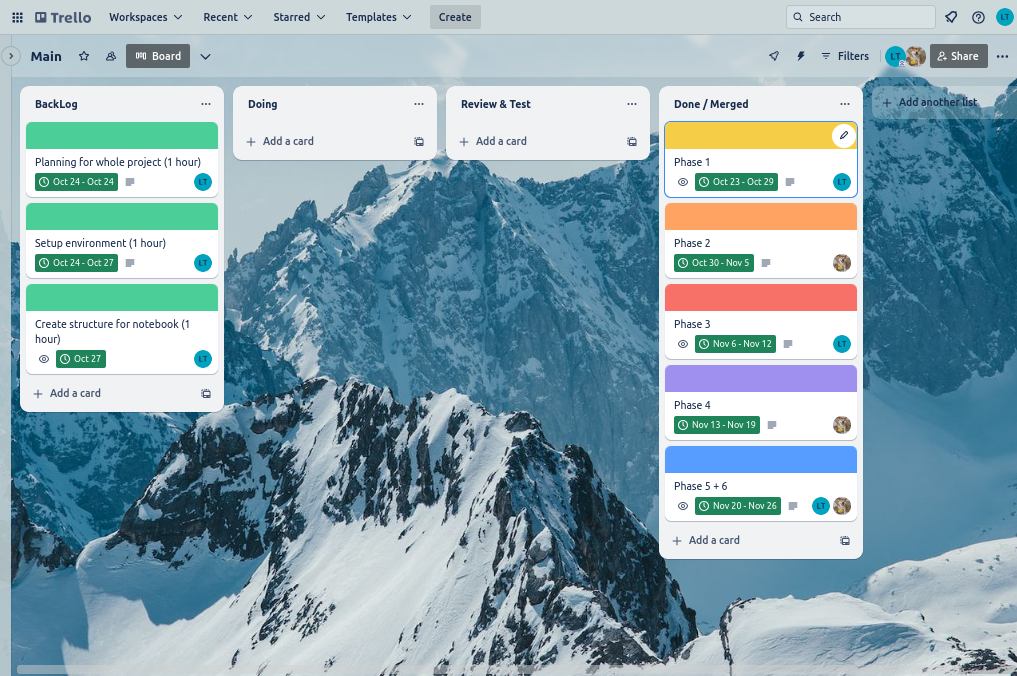 Trello
Workspaces
Recent
Starred
Templates
Create
Search
LT
Main
Board
Filters
LT
Share
BackLog
Planning for whole project (1 hour)
Oct 24 - Oct 24
LT
Setup environment (1 hour)
Oct 24 - Oct 27
LT
Create structure for notebook (1
hour)
Oct 27
LT
Add a card
Doing
Add a card
Review & Test
Add a card
Done / Merged
Phase 1
Oct 23 - Oct 29
LT
Phase 2
Oct 30 - Nov 5
Phase 3
Nov 6 - Nov 12
LT
Phase 4
Nov 13 - Nov 19
Phase 5 + 6
Nov 20 - Nov 26
LT
Add a card
Add another list